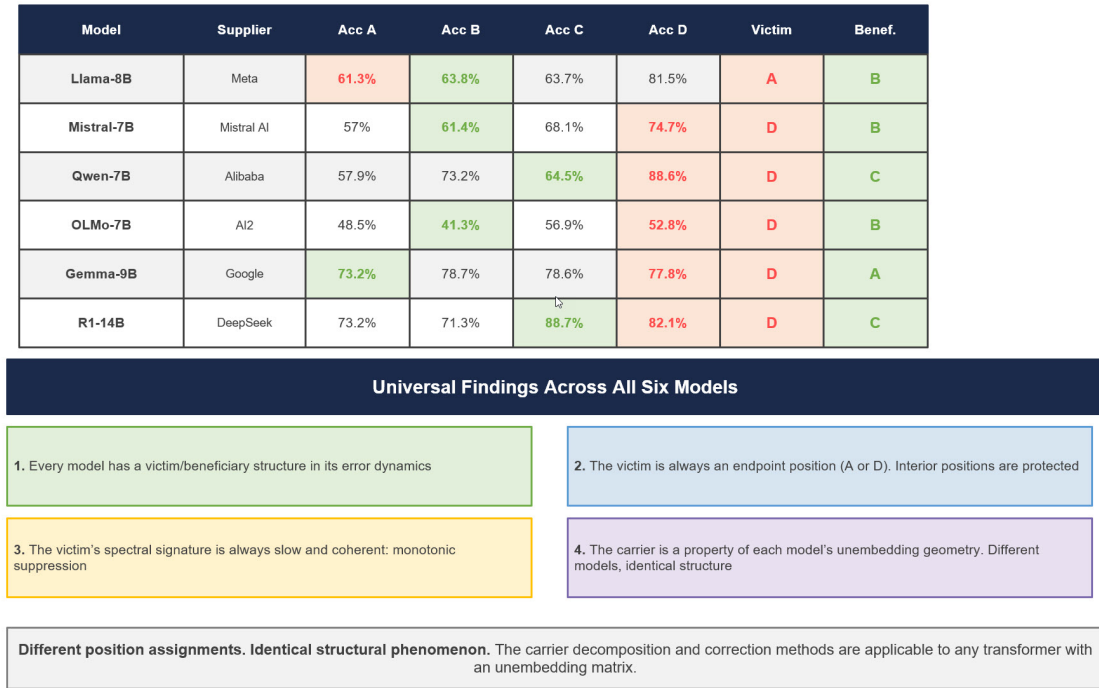 Model Supplier Acc A Acc B Acc C Acc D Victim Benef.
Llama-8B Meta 61.3% 63.8% 63.7% 81.5% A B
Mistral-7B Mistral AI 57% 61.4% 68.1% 74.7% D B
Qwen-7B Alibaba 57.9% 73.2% 64.5% 88.6% D C
OLMo-7B AI2 48.5% 41.3% 56.9% 52.8% D B
Gemma-9B Google 73.2% 78.7% 78.6% 77.8% D A
R1-14B DeepSeek 73.2% 71.3% 88.7% 82.1% D C
Universal Findings Across All Six Models
1. Every model has a victim/beneficiary structure in its error dynamics
2. The victim is always an endpoint position (A or D). Interior positions are protected
3. The victim's spectral signature is always slow and coherent: monotonic
suppression
4. The carrier is a property of each model's unembedding geometry. Different
models, identical structure
Different position assignments. Identical structural phenomenon. The carrier decomposition and correction methods are applicable to any transformer with
an unembedding matrix.